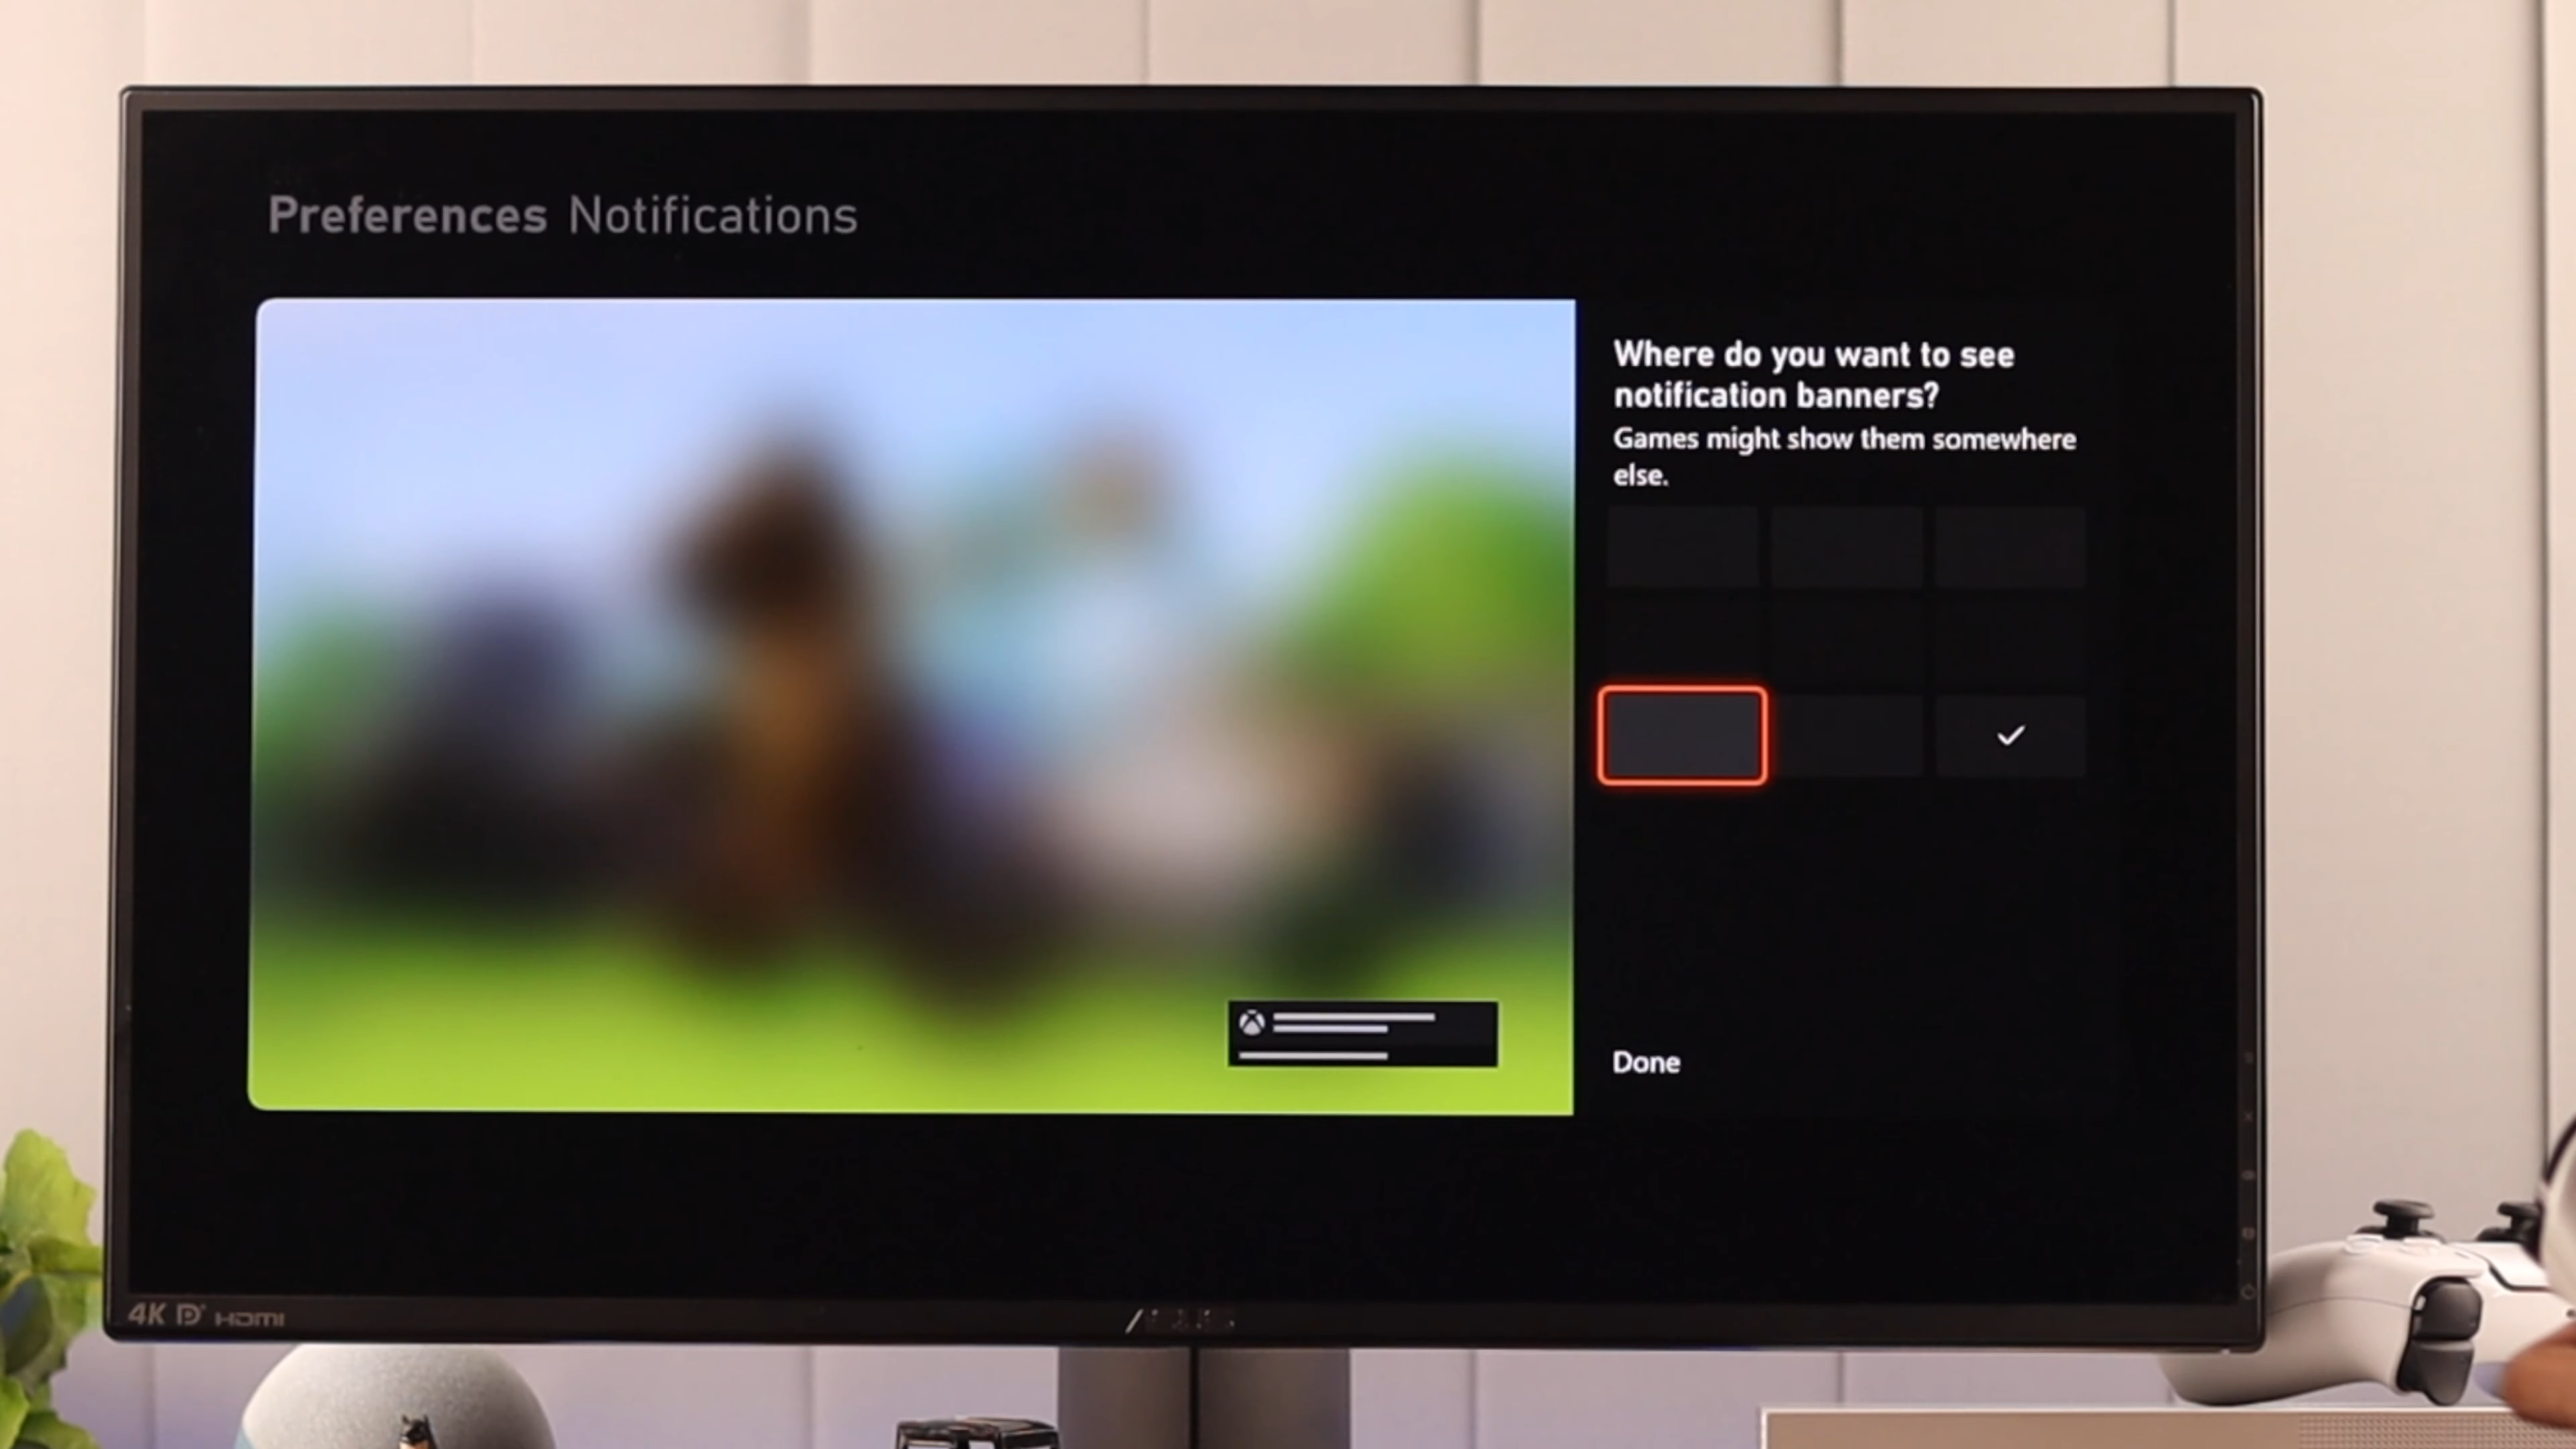 Preferences Notifications
Where do you want to see
notification banners?
Games might show them somewhere
else.
Done
4K HDMI